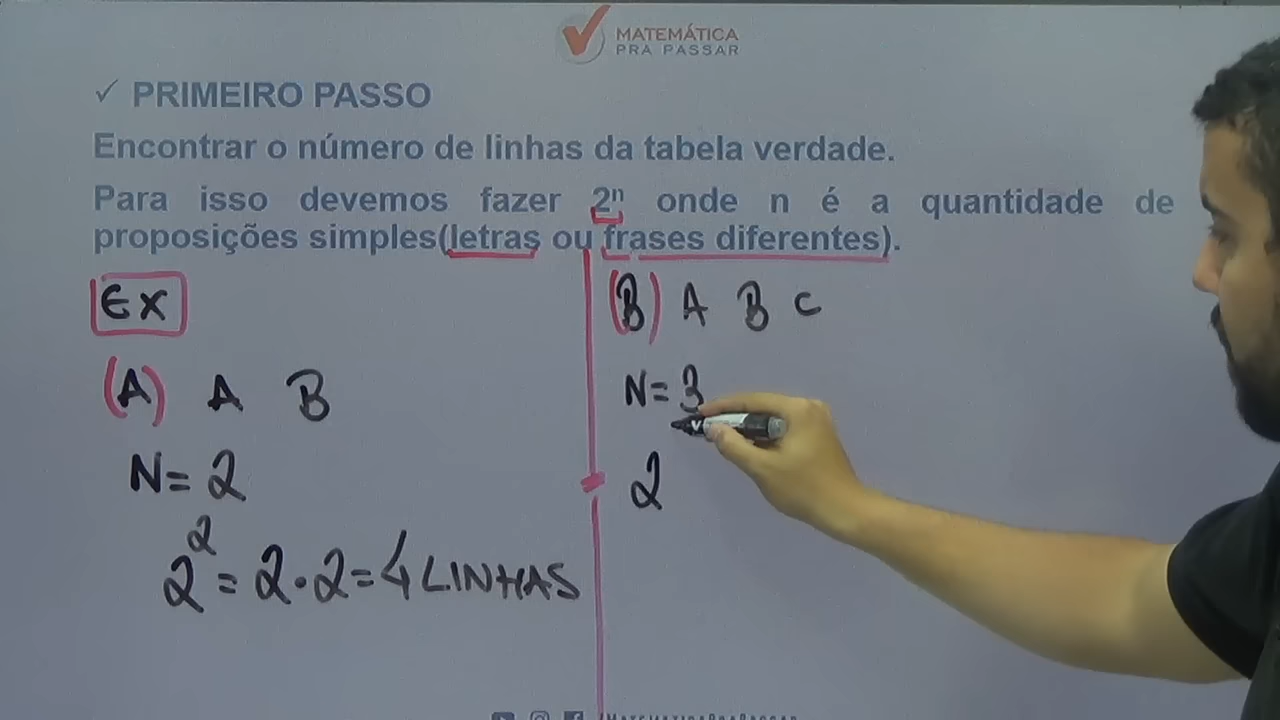 MATEMÁTICA
PRA PASSAR
✓ PRIMEIRO PASSO
Encontrar o número de linhas da tabela verdade.
Para isso devemos fazer 2ⁿ onde n é a quantidade de
proposições simples(letras ou frases diferentes).
EX
(A) A B
N = 2
2² = 2 · 2 = 4 LINHAS
(B) A B C
N = 3
2